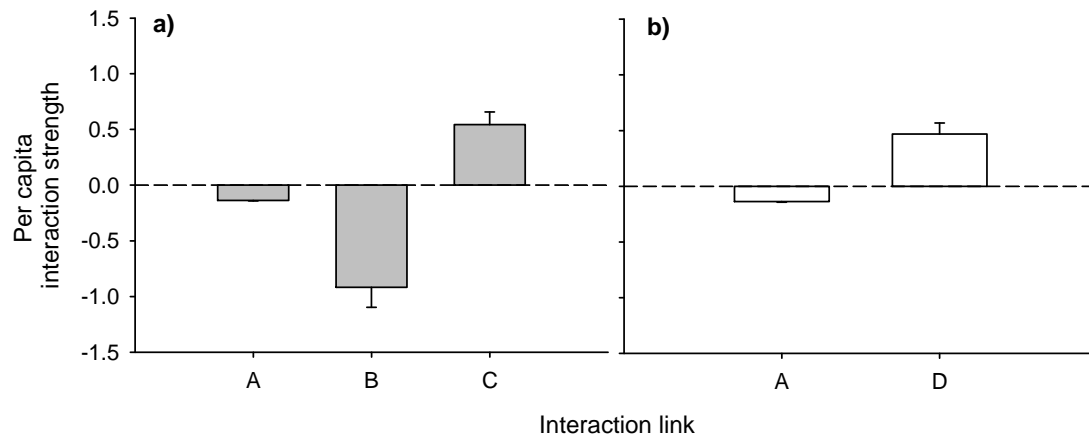 a)
b)
Per capita
interaction strength
1.5
1.0
0.5
0.0
-0.5
-1.0
-1.5
A B C
A D
Interaction link